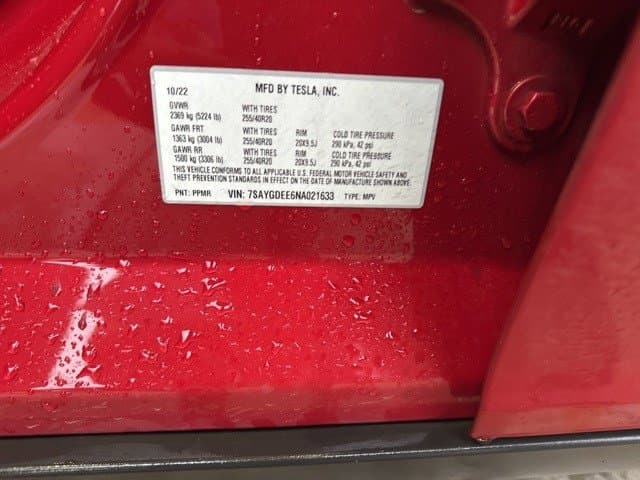 10/22 MFD BY TESLA, INC.
GVWR WITH TIRES
2369 kg (5224 lb) 255/40R20
GAWR FRT WITH TIRES RIM COLD TIRE PRESSURE
1363 kg (3004 lb) 255/40R20 20X9.5J 290 kPa, 42 psi
GAWR RR WITH TIRES RIM COLD TIRE PRESSURE
1500 kg (3306 lb) 255/40R20 20X9.5J 290 kPa, 42 psi
THIS VEHICLE CONFORMS TO ALL APPLICABLE U.S. FEDERAL MOTOR VEHICLE SAFETY AND
THEFT PREVENTION STANDARDS IN EFFECT ON THE DATE OF MANUFACTURE SHOWN ABOVE.
PNT: PPMR VIN: 7SAYGDEE6NA021633 TYPE: MPV